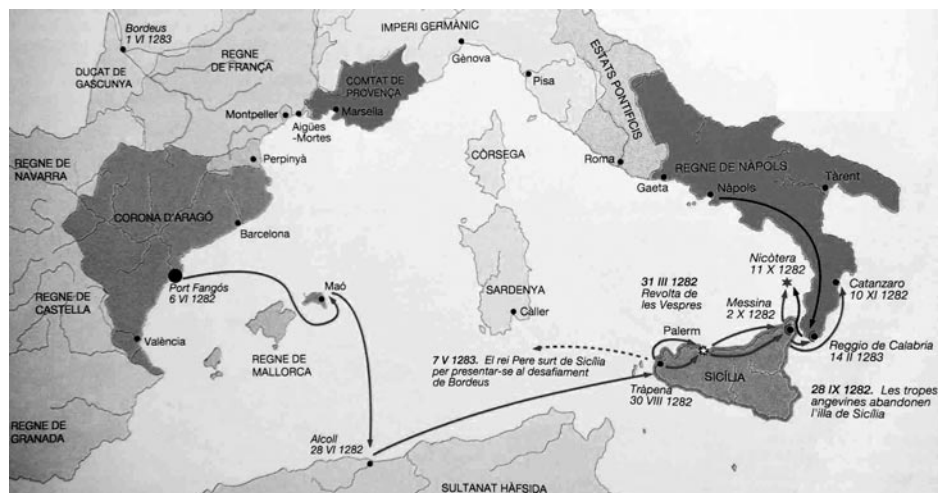 Bordeus
1 VI 1283
IMPERI GERMÀNIC
REGNE
DE FRANÇA
DUCAT DE
GASCUNYA
Gènova
ESTATS PONTIFICIS
COMTAT DE
PROVENÇA
Pisa
Montpeller
Marsella
Aigües
-Mortes
Perpinyà
CÒRSEGA
REGNE DE
NAVARRA
Roma
REGNE DE NÀPOLS
Gaeta
Nàpols
Tàrent
CORONA D'ARAGÓ
Barcelona
Port Fangós
6 VI 1282
Maó
SARDENYA
Càller
31 III 1282
Revolta de
les Vespres
Nicòtera
11 X 1282
Catanzaro
10 XI 1282
Messina
2 X 1282
REGNE DE
CASTELLA
València
REGNE DE
MALLORCA
Palerm
Reggio de Calabria
14 II 1283
7 V 1283. El rei Pere surt de Sicília
per presentar-se al desafiament
de Bordeus
Tràpena
30 VIII 1282
SICÍLIA
28 IX 1282. Les tropes
angevines abandonen
l'illa de Sicília
REGNE DE
GRANADA
Alcoll
28 VI 1282
SULTANAT HÀFSIDA